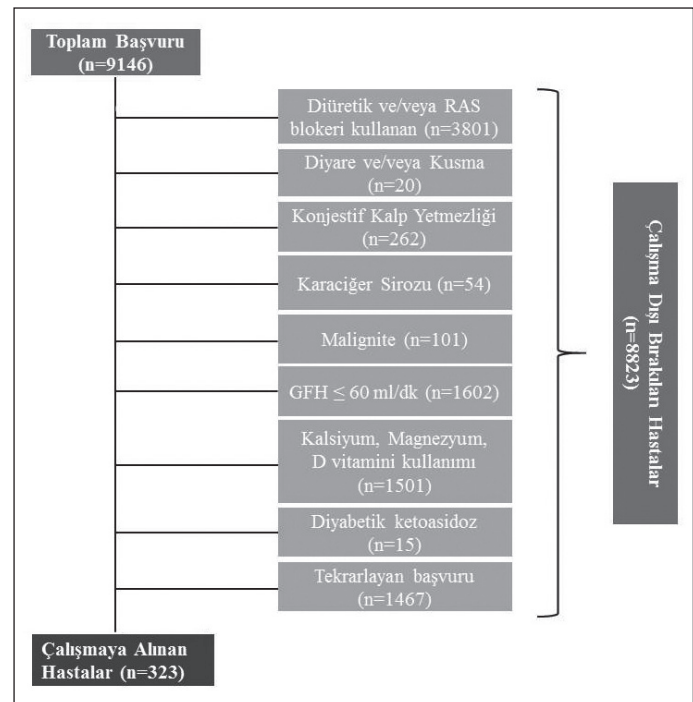 Toplam Başvuru
(n=9146)
Diüretik ve/veya RAS
blokeri kullanan (n=3801)
Diyare ve/veya Kusma
(n=20)
Konjestif Kalp Yetmezliği
(n=262)
Karaciğer Sirozu (n=54)
Malignite (n=101)
GFH ≤ 60 ml/dk (n=1602)
Kalsiyum, Magnezyum,
D vitamini kullanımı
(n=1501)
Diyabetik ketoasidoz
(n=15)
Tekrarlayan başvuru
(n=1467)
Çalışma Dışı Bırakılan Hastalar
(n=8823)
Çalışmaya Alınan
Hastalar (n=323)